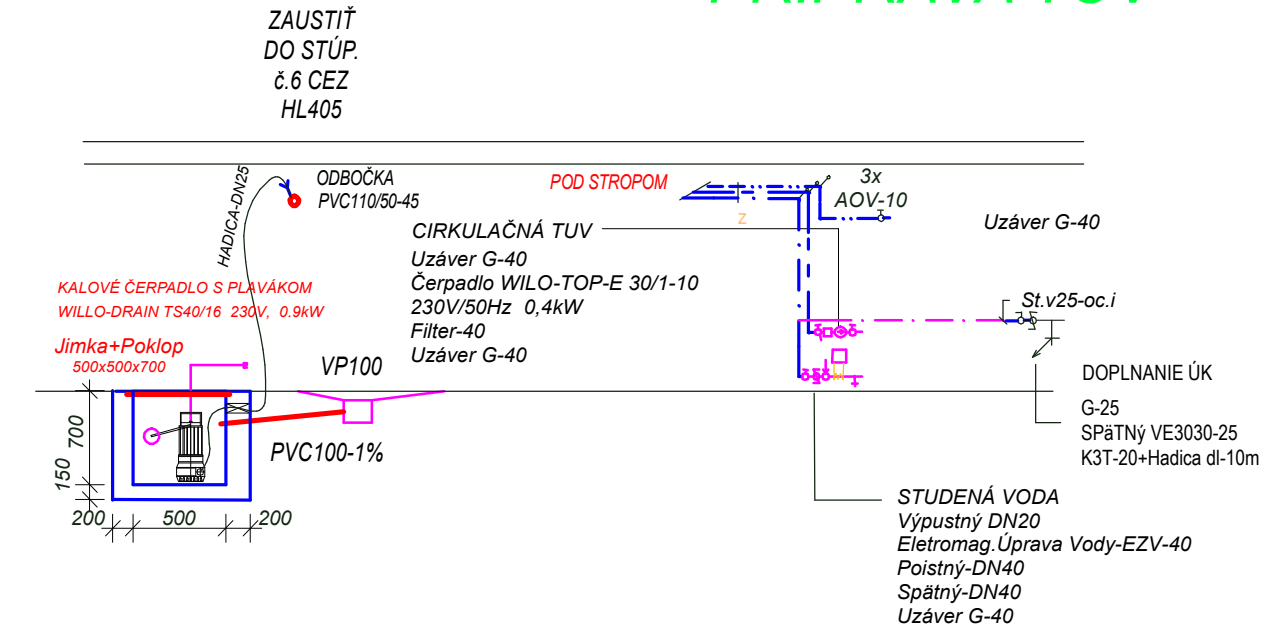 ZAUSTIŤ
DO STÚP.
č.6 CEZ
HL405
HADICA-DN25
ODBOČKA
PVC110/50-45
POD STROPOM
3x
AOV-10
Z
Uzáver G-40
CIRKULAČNÁ TUV
Uzáver G-40
Čerpadlo WILO-TOP-E 30/1-10
230V/50Hz 0,4kW
Filter-40
Uzáver G-40
KALOVÉ ČERPADLO S PLAVÁKOM
WILLO-DRAIN TS40/16 230V, 0.9kW
Jimka+Poklop
500x500x700
VP100
PVC100-1%
700
150
200
500
200
St.v25-oc.i
DOPLNANIE ÚK
G-25
SPäTNý VE3030-25
K3T-20+Hadica dl-10m
STUDENÁ VODA
Výpustný DN20
Eletromag.Úprava Vody-EZV-40
Poistný-DN40
Spätný-DN40
Uzáver G-40